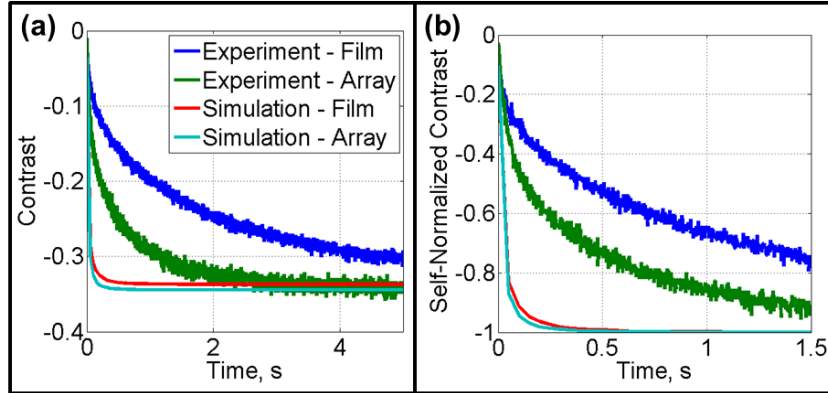 (a)
0
-0.1
-0.2
-0.3
-0.4
Contrast
Experiment - Film
Experiment - Array
Simulation - Film
Simulation - Array
0
2
4
Time, s
(b)
0
-0.2
-0.4
-0.6
-0.8
-1
Self-Normalized Contrast
0
0.5
1
1.5
Time, s